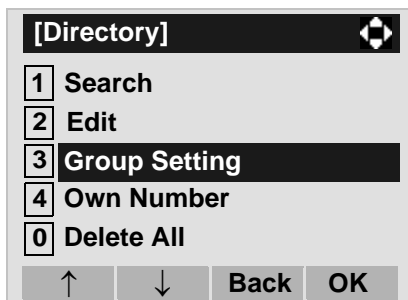 [Directory]
1 Search
2 Edit
3 Group Setting
4 Own Number
0 Delete All
↑ ↓ Back OK